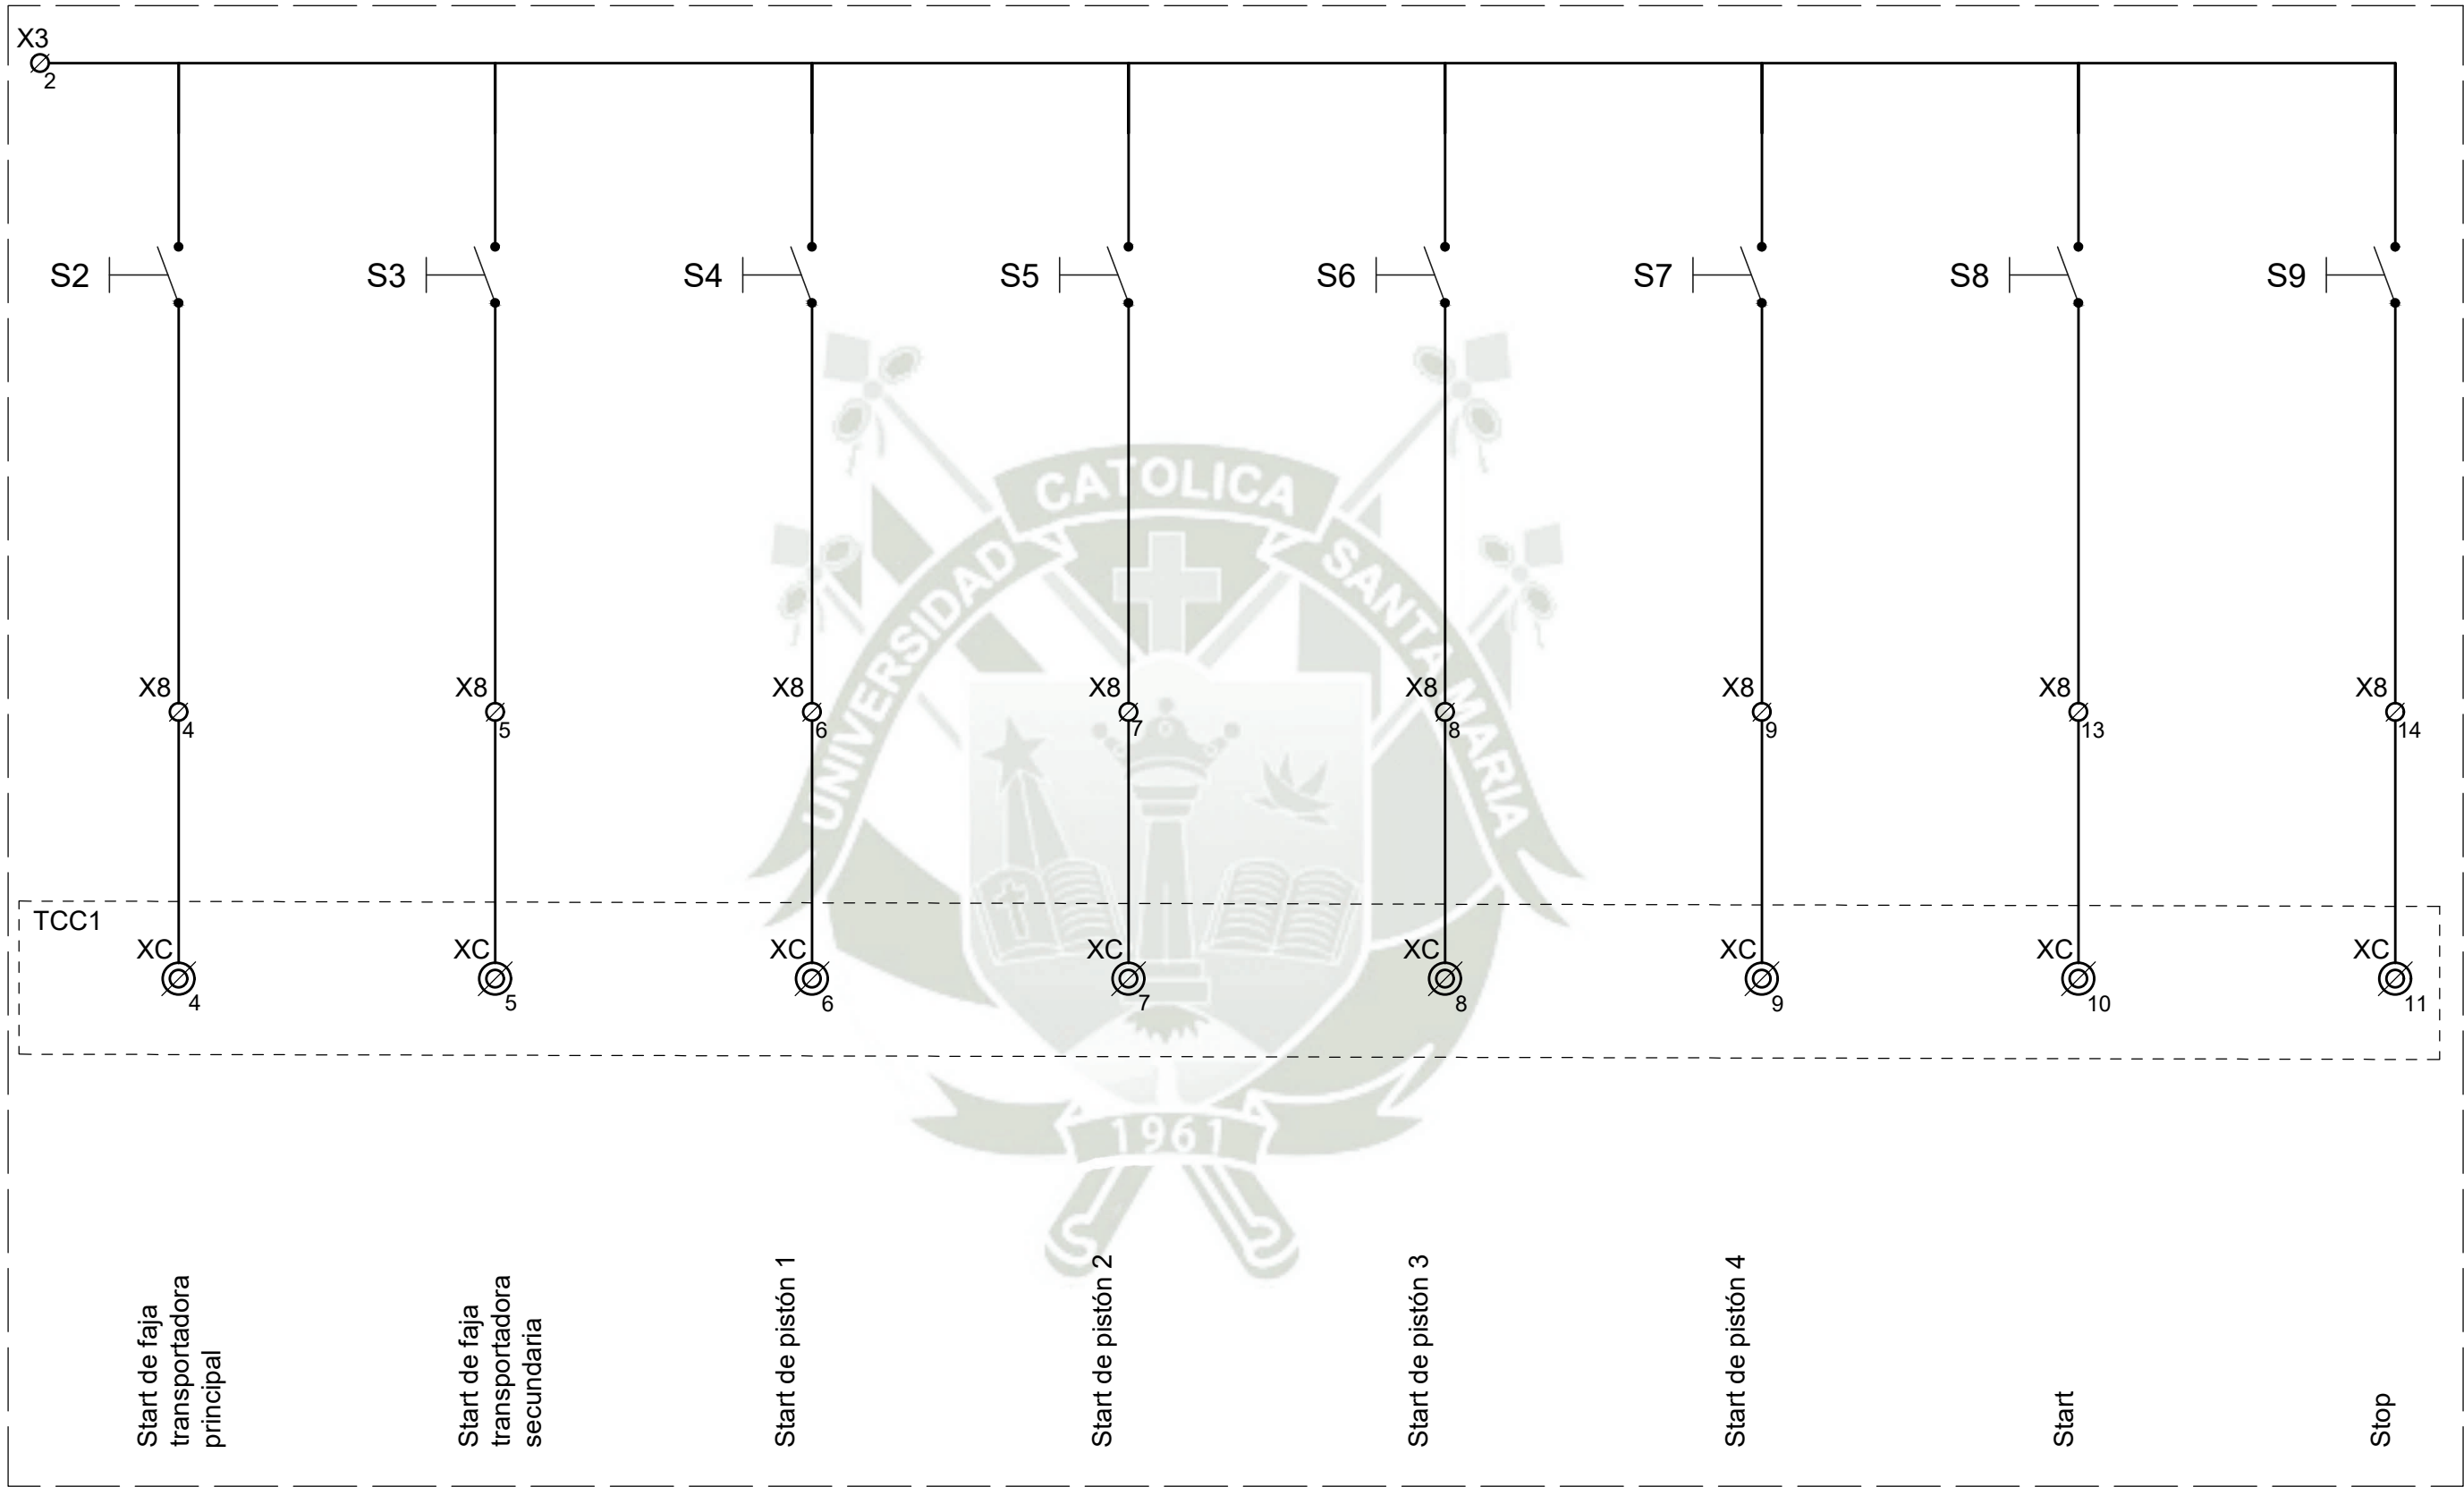 X3
2
S2
S3
S4
S5
S6
S7
S8
S9
CATOLICA
UNIVERSIDAD
SANTA MARIA
X8
4
X8
5
X8
6
X8
7
X8
8
X8
9
X8
13
X8
14
TCC1
XC
4
XC
5
XC
6
XC
7
XC
8
XC
9
XC
10
XC
11
1961
Start de faja
transportadora
principal
Start de faja
transportadora
secundaria
Start de pistón 1
Start de pistón 2
Start de pistón 3
Start de pistón 4
Start
Stop